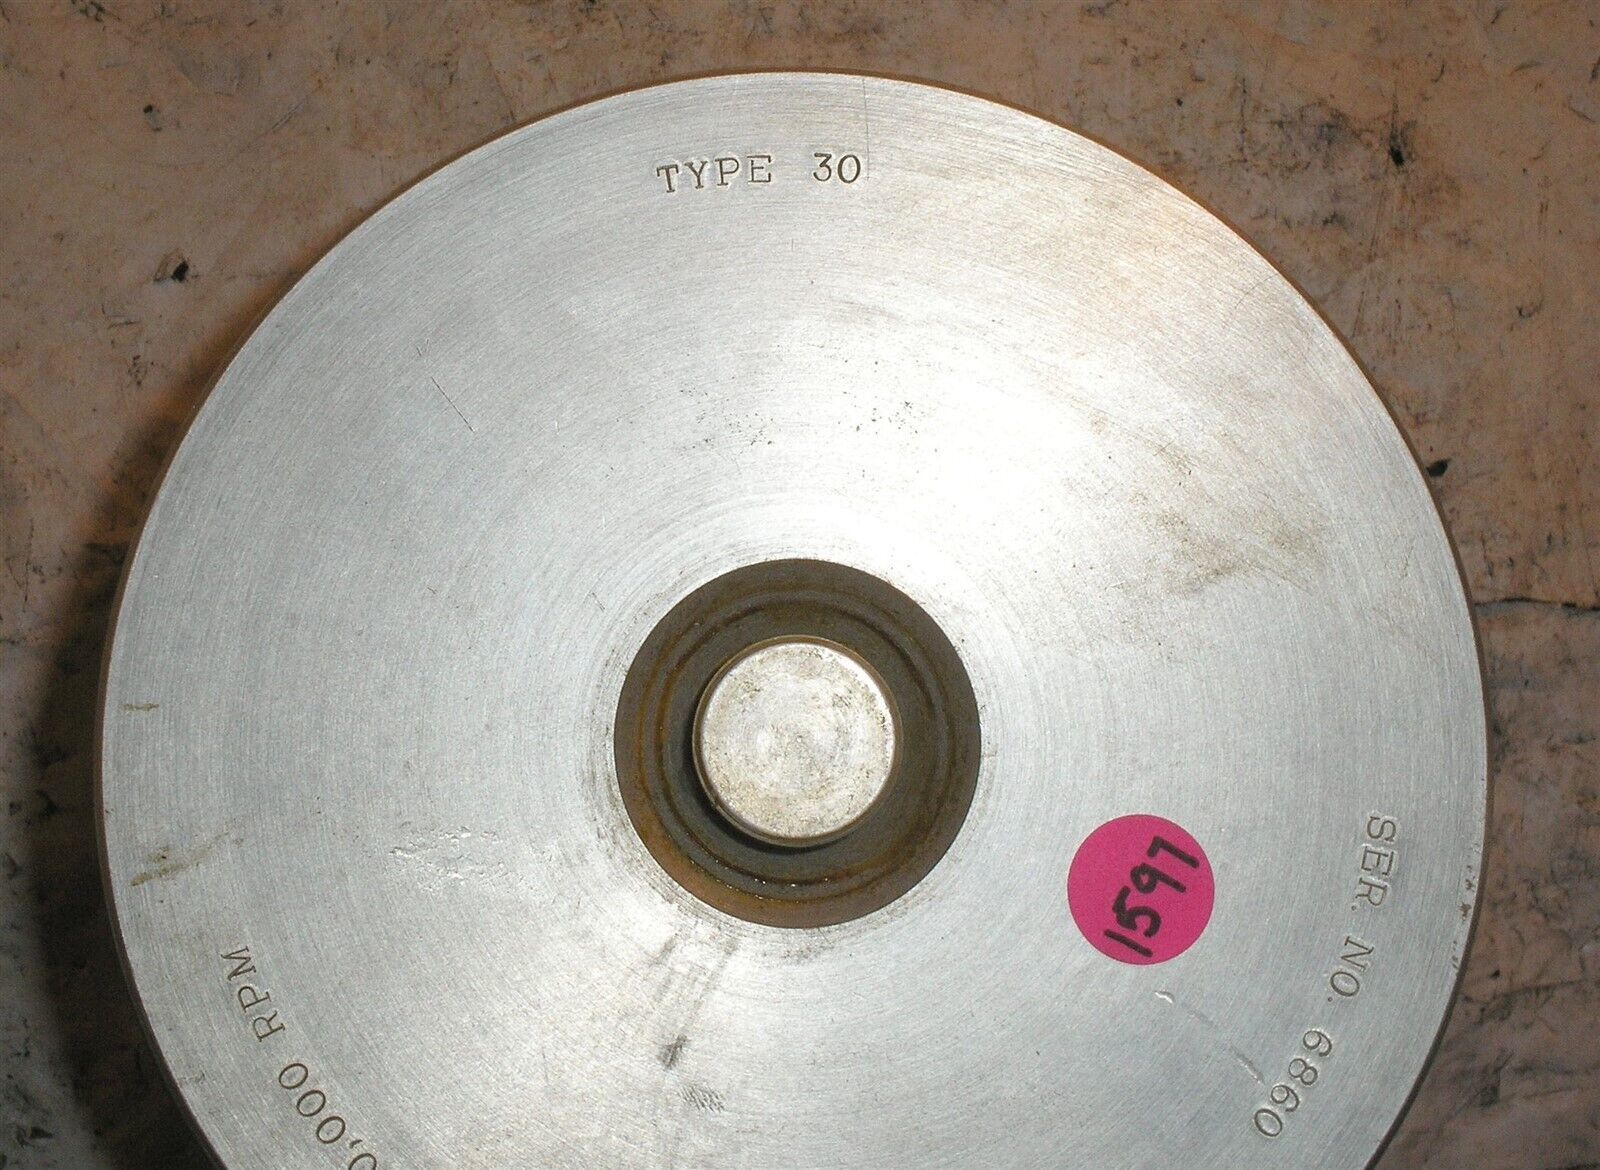 TYPE 30
SER. NO. 6860
1597
0,000 RPM